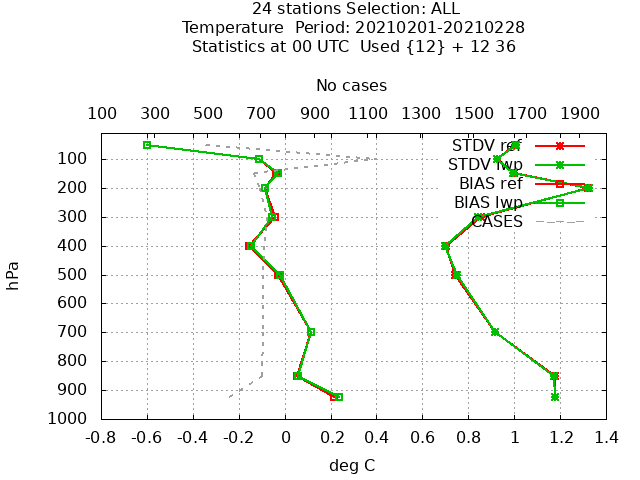 24 stations Selection: ALL
Temperature  Period: 20210201-20210228
Statistics at 00 UTC  Used {12} + 12 36
No cases
100 300 500 700 900 1100 1300 1500 1700 1900
STDV ref
STDV lwp
BIAS ref
BIAS lwp
CASES
hPa
100
200
300
400
500
600
700
800
900
1000
-0.8 -0.6 -0.4 -0.2 0 0.2 0.4 0.6 0.8 1 1.2 1.4
deg C